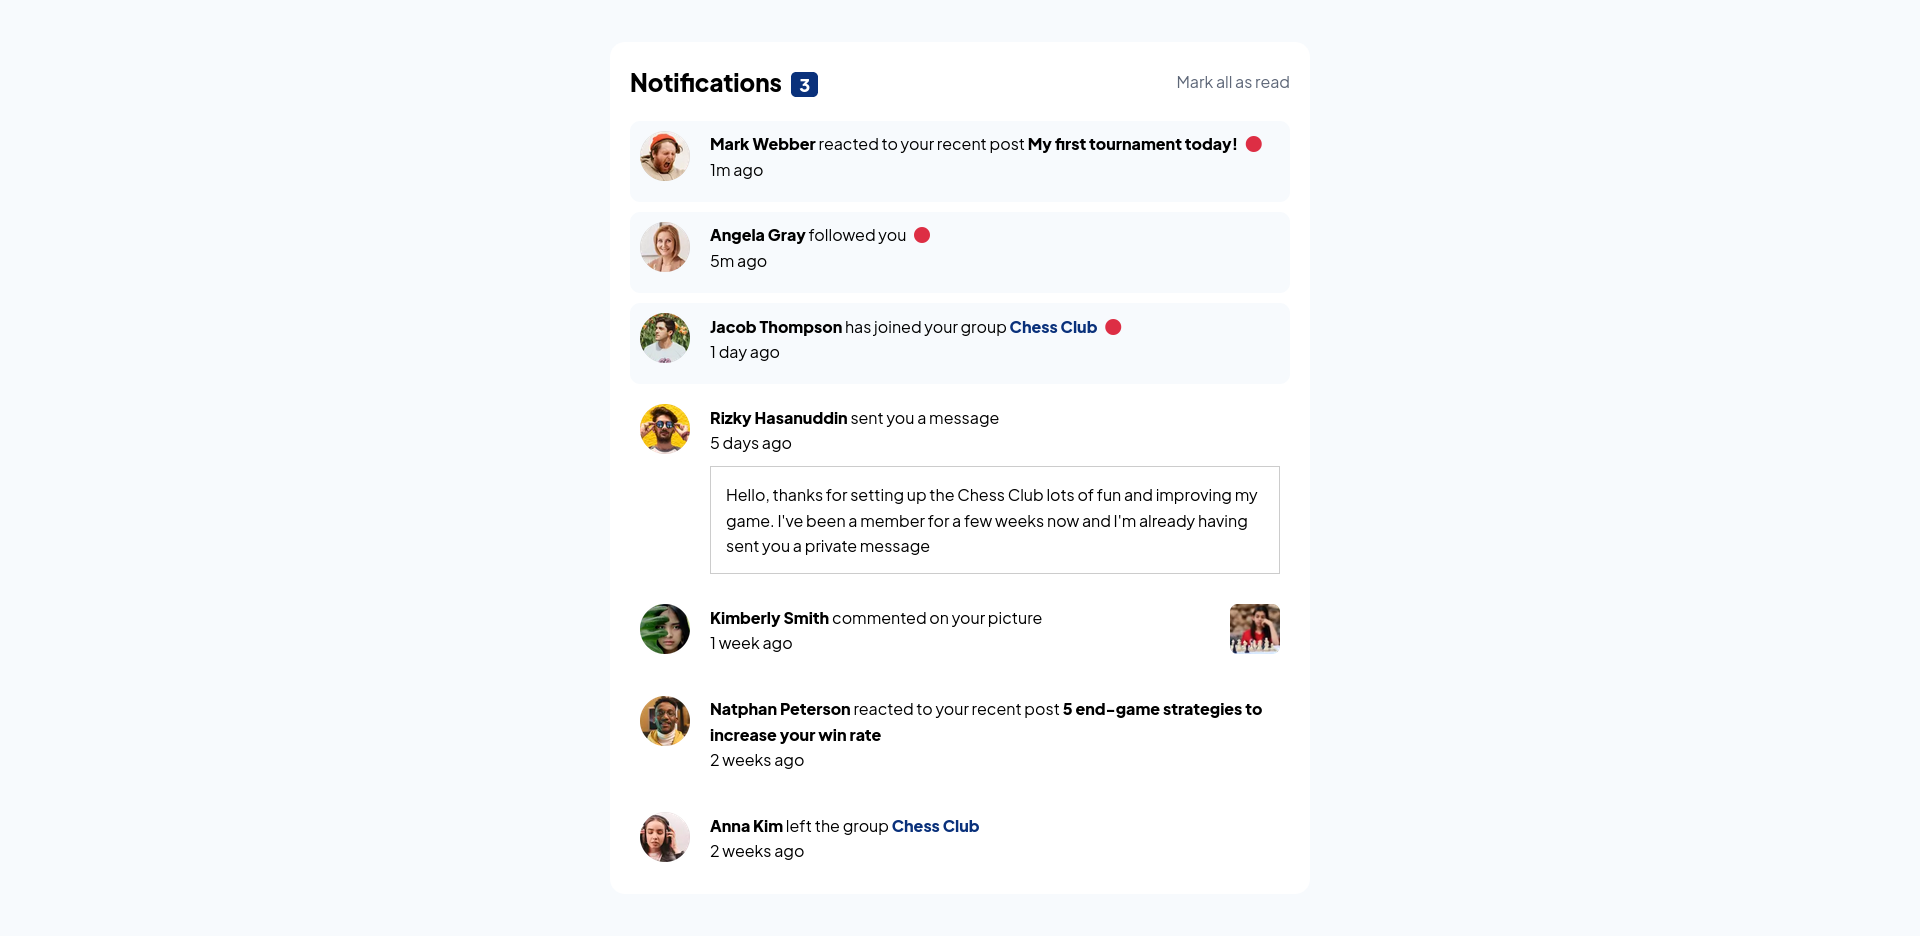 Notifications 3
Mark all as read
Mark Webber reacted to your recent post My first tournament today!
1m ago
Angela Gray followed you
5m ago
Jacob Thompson has joined your group Chess Club
1 day ago
Rizky Hasanuddin sent you a message
5 days ago
Hello, thanks for setting up the Chess Club lots of fun and improving my
game. I've been a member for a few weeks now and I'm already having
sent you a private message
Kimberly Smith commented on your picture
1 week ago
Natphan Peterson reacted to your recent post 5 end-game strategies to
increase your win rate
2 weeks ago
Anna Kim left the group Chess Club
2 weeks ago